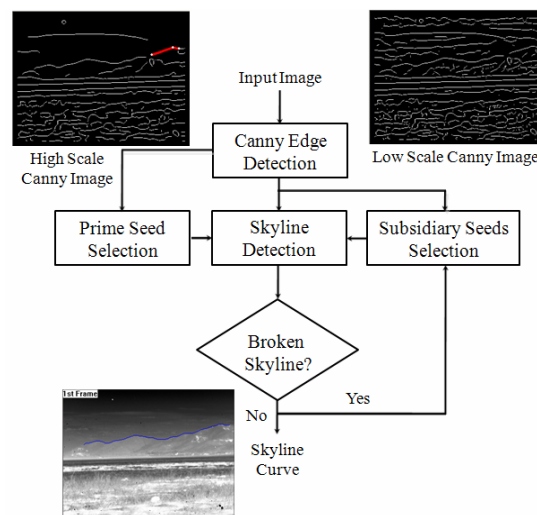 Input Image
High Scale
Canny Image
Canny Edge
Detection
Low Scale Canny Image
Prime Seed
Selection
Skyline
Detection
Subsidiary Seeds
Selection
Broken
Skyline?
1st Frame
No
Yes
Skyline
Curve